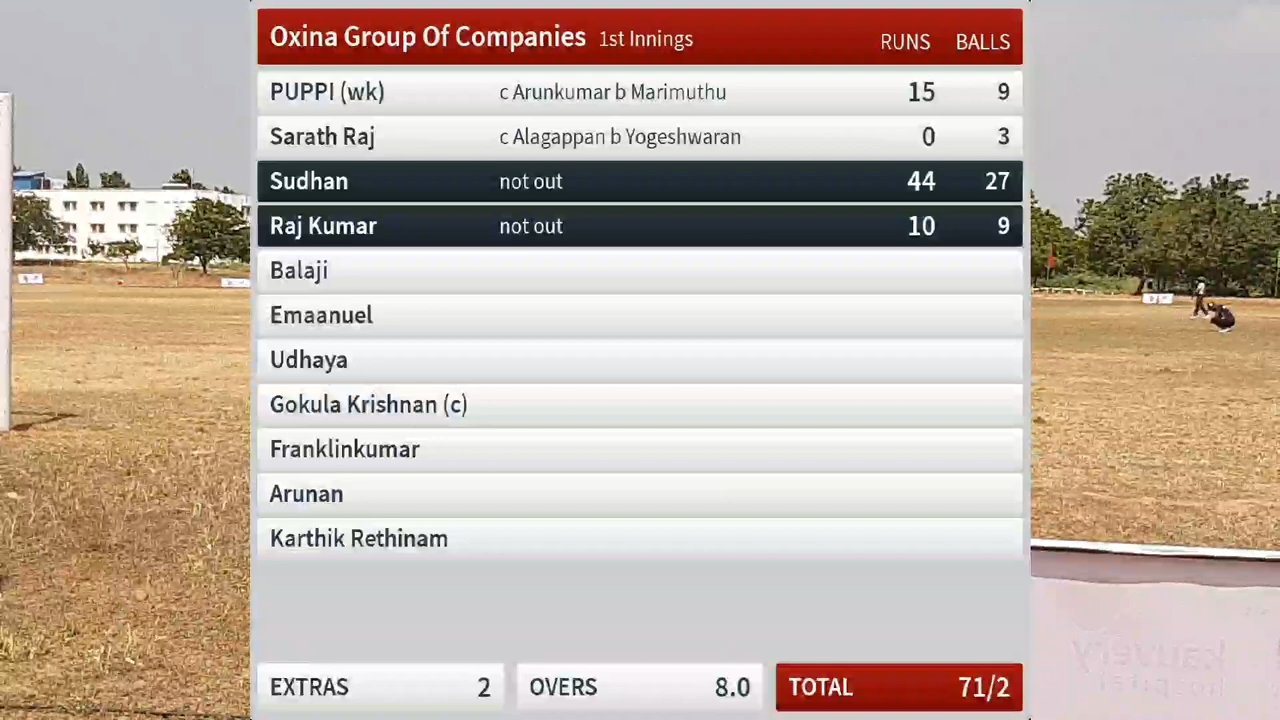 Oxina Group Of Companies 1st Innings RUNS BALLS
PUPPI (wk) c Arunkumar b Marimuthu 15 9
Sarath Raj c Alagappan b Yogeshwaran 0 3
Sudhan not out 44 27
Raj Kumar not out 10 9
Balaji
Emaanuel
Udhaya
Gokula Krishnan (c)
Franklinkumar
Arunan
Karthik Rethinam
EXTRAS 2 OVERS 8.0 TOTAL 71/2
kauvery
hospital